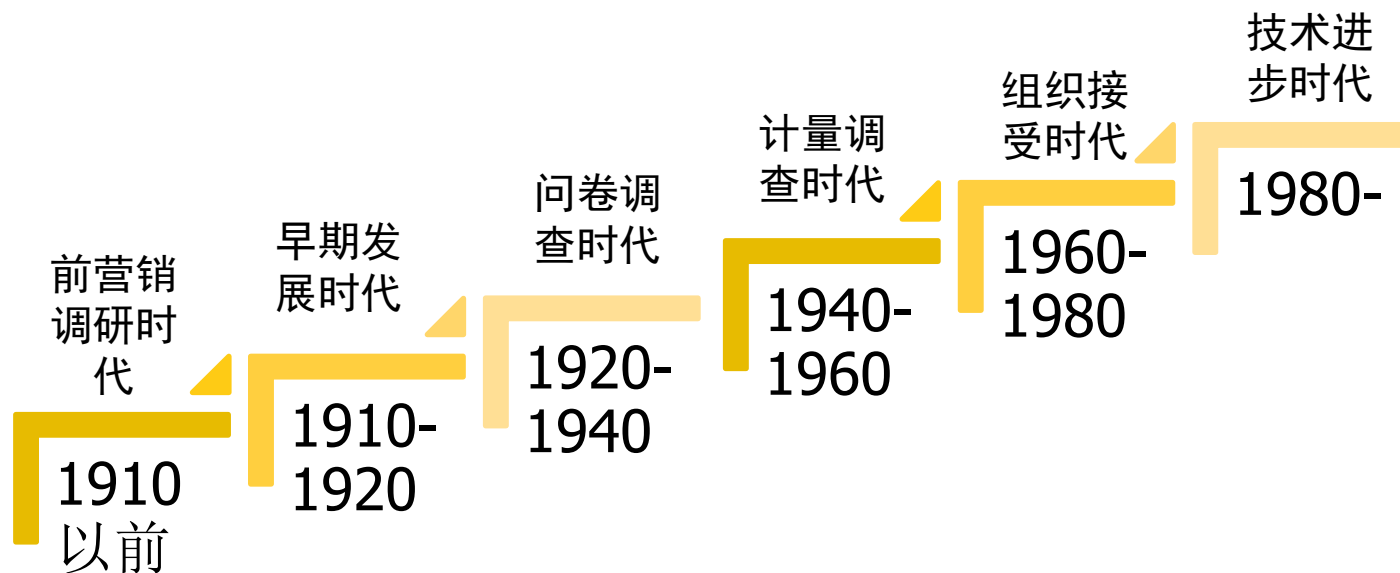 前营销
调研时
代
1910
以前
早期发
展时代
1910-
1920
问卷调
查时代
1920-
1940
计量调
查时代
1940-
1960
组织接
受时代
1960-
1980
技术进
步时代
1980-